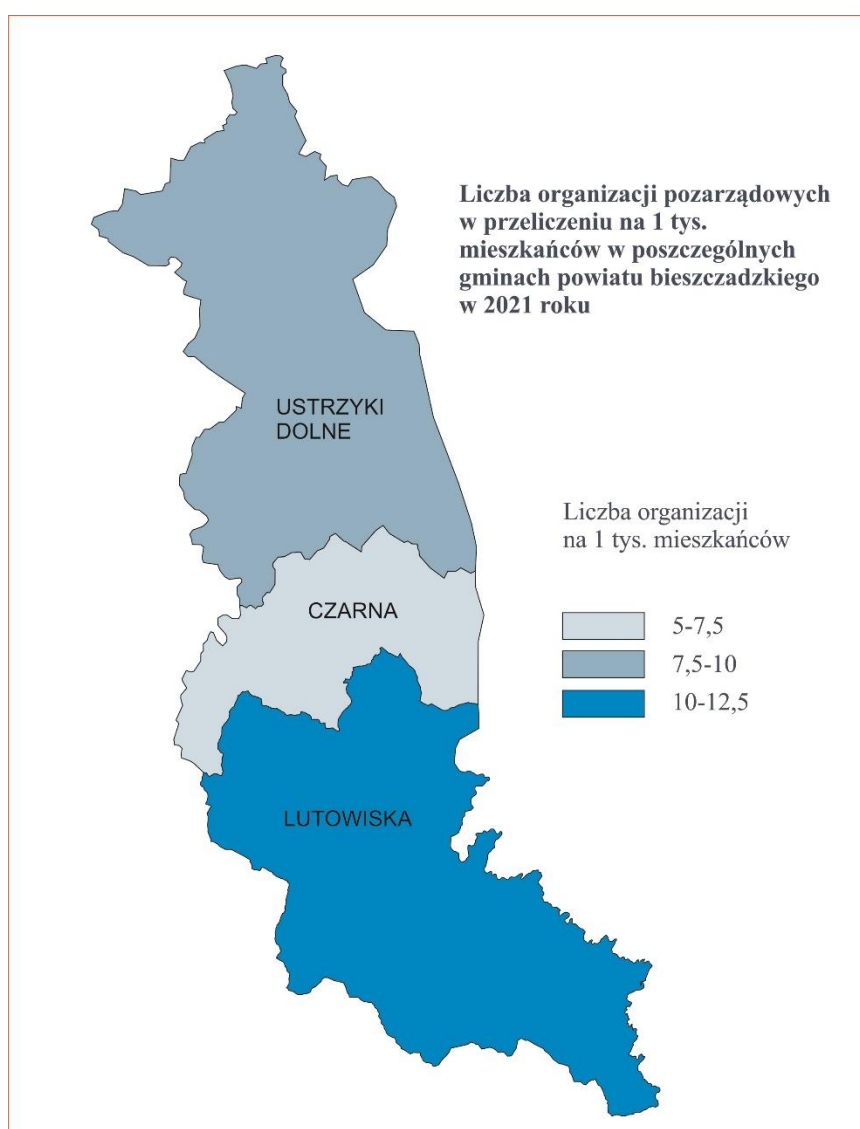 Liczba organizacji pozarządowych
w przeliczeniu na 1 tys.
mieszkańców w poszczególnych
gminach powiatu bieszczadzkiego
w 2021 roku
USTRZYKI
DOLNE
CZARNA
LUTOWISKA
Liczba organizacji
na 1 tys. mieszkańców
5-7,5
7,5-10
10-12,5